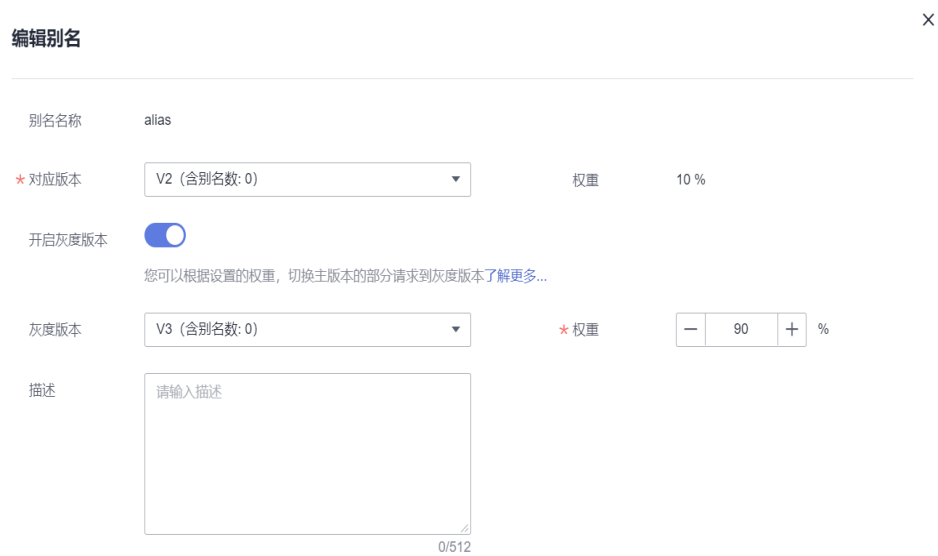 编辑别名
别名名称 alias
* 对应版本 V2（含别名数: 0） 权重 10 %
开启灰度版本
您可以根据设置的权重，切换主版本的部分请求到灰度版本了解更多...
灰度版本 V3（含别名数: 0） * 权重 90 %
描述 请输入描述
0/512